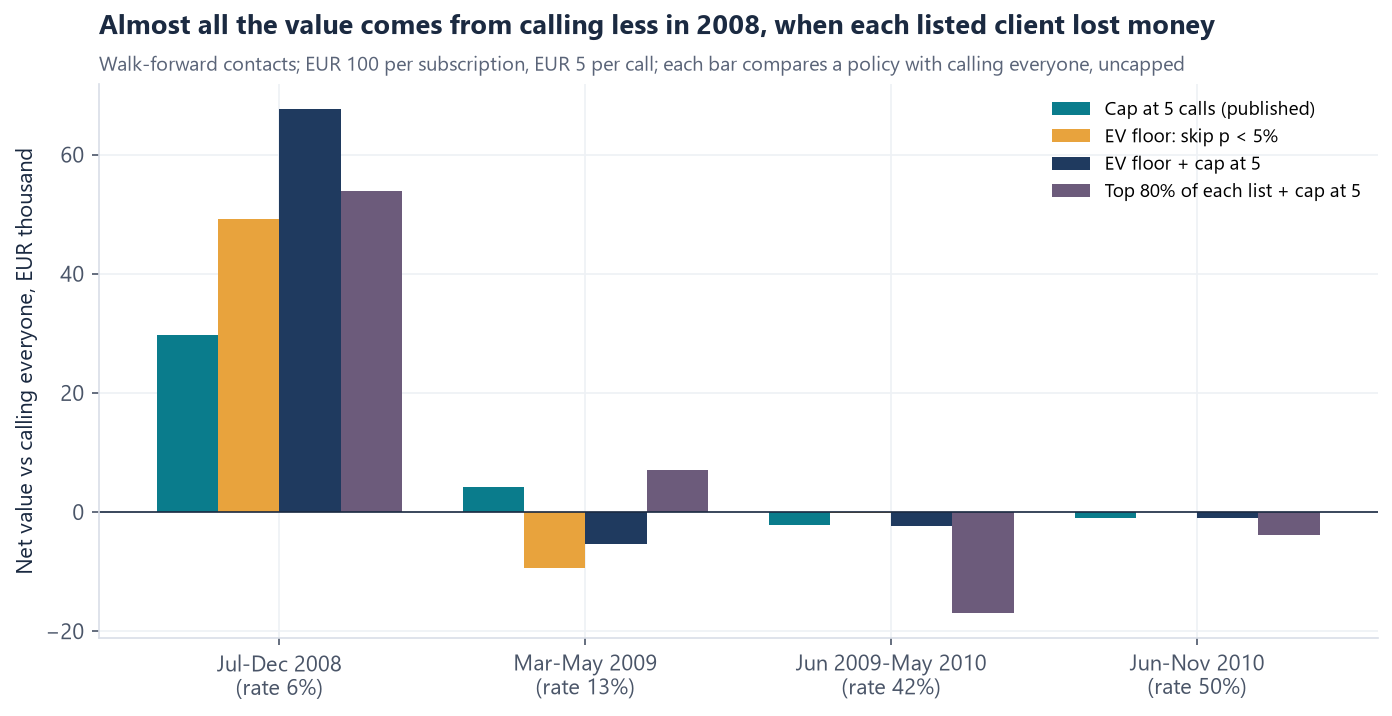 Almost all the value comes from calling less in 2008, when each listed client lost money
Walk-forward contacts; EUR 100 per subscription, EUR 5 per call; each bar compares a policy with calling everyone, uncapped
Cap at 5 calls (published)
EV floor: skip p < 5%
EV floor + cap at 5
Top 80% of each list + cap at 5
Net value vs calling everyone, EUR thousand
60
40
20
0
−20
Jul-Dec 2008
(rate 6%)
Mar-May 2009
(rate 13%)
Jun 2009-May 2010
(rate 42%)
Jun-Nov 2010
(rate 50%)